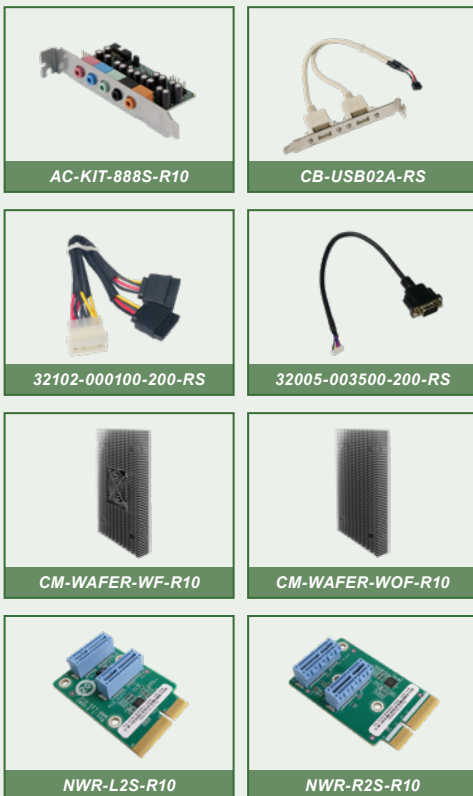 AC-KIT-888S-R10
CB-USB02A-RS
32102-000100-200-RS
32005-003500-200-RS
CM-WAFER-WF-R10
CM-WAFER-WOF-R10
NWR-L2S-R10
NWR-R2S-R10